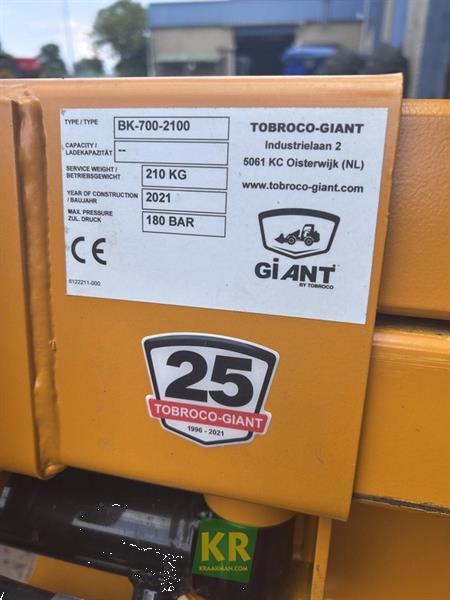 TYPE / TYPE BK-700-2100
CAPACITY /
LADEKAPAZITÄT --
SERVICE WEIGHT /
BETRIEBSGEWICHT 210 KG
YEAR OF CONSTRUCTION
/ BAUJAHR 2021
MAX. PRESSURE
ZUL. DRUCK 180 BAR
CE
6122211-000
TOBROCO-GIANT
Industrielaan 2
5061 KC Oisterwijk (NL)
www.tobroco-giant.com
GiANT
BY TOBROCO
25
TOBROCO-GIANT
1996 - 2021
KR
KRAAKMAN.COM